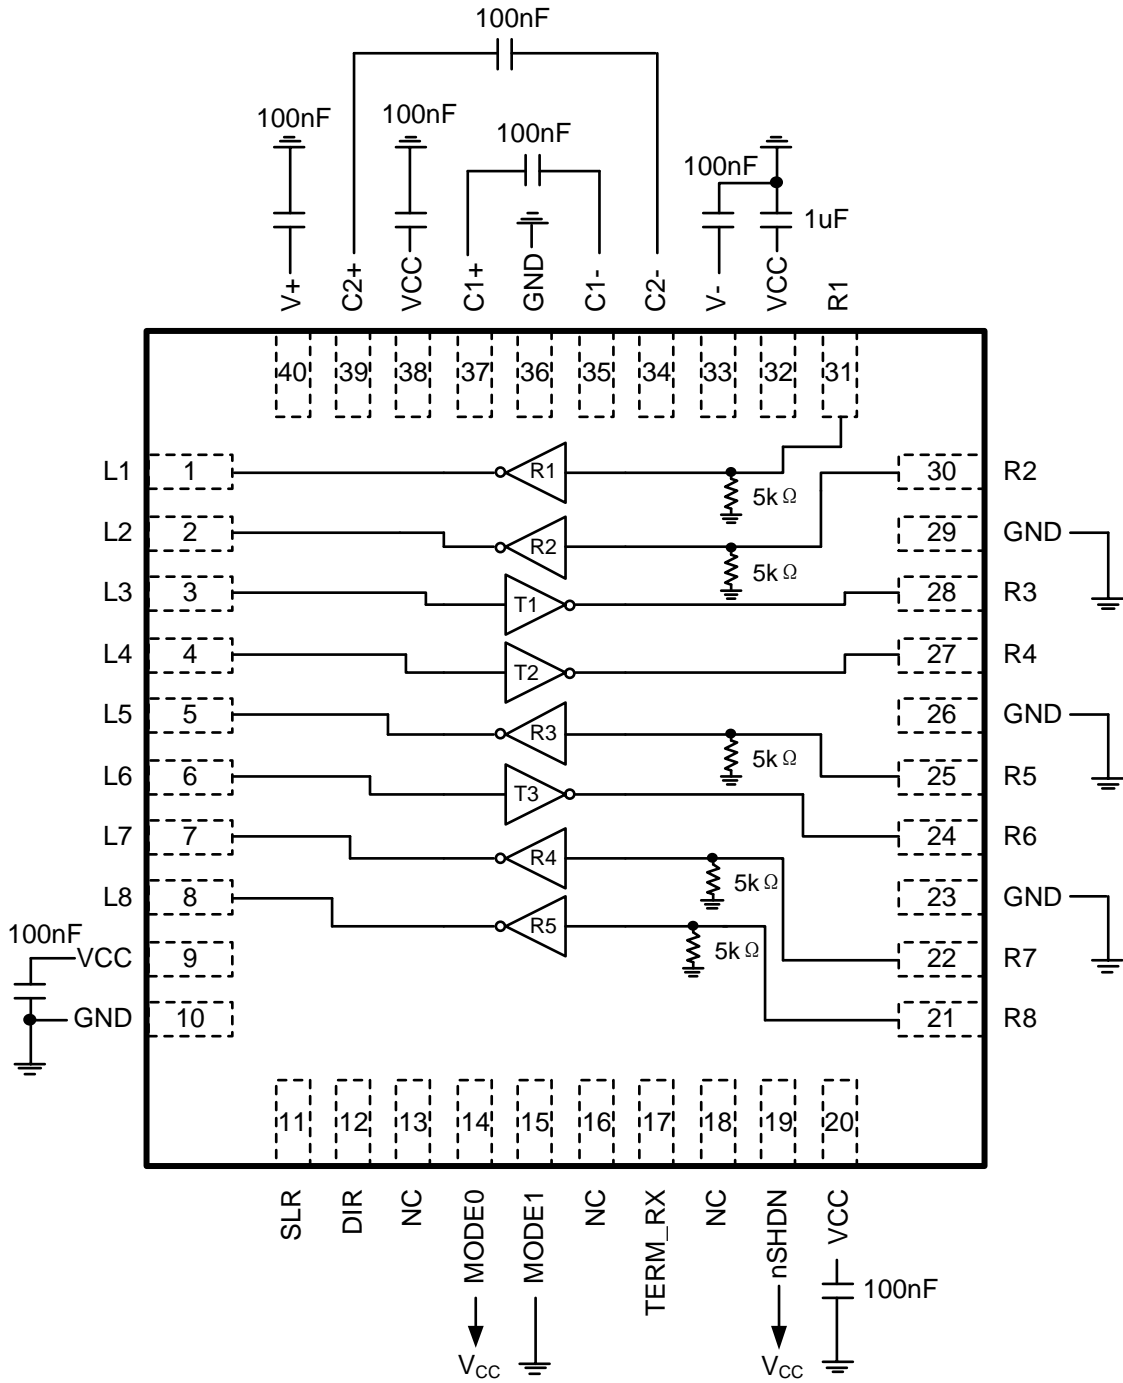 100nF
100nF
100nF
100nF
100nF
1uF
V+
C2+
VCC
C1+
GND
C1-
C2-
V-
VCC
R1
40
39
38
37
36
35
34
33
32
31
L1
1
R1
5k Ω
30
R2
L2
2
R2
5k Ω
29
GND
L3
3
T1
28
R3
L4
4
T2
27
R4
L5
5
R3
5k Ω
26
GND
L6
6
T3
25
R5
L7
7
R4
5k Ω
24
R6
L8
8
R5
5k Ω
23
GND
100nF
VCC
9
22
R7
GND
10
21
R8
11
12
13
14
15
16
17
18
19
20
SLR
DIR
NC
MODE0
MODE1
NC
TERM_RX
NC
nSHDN
VCC
100nF
VCC
VCC